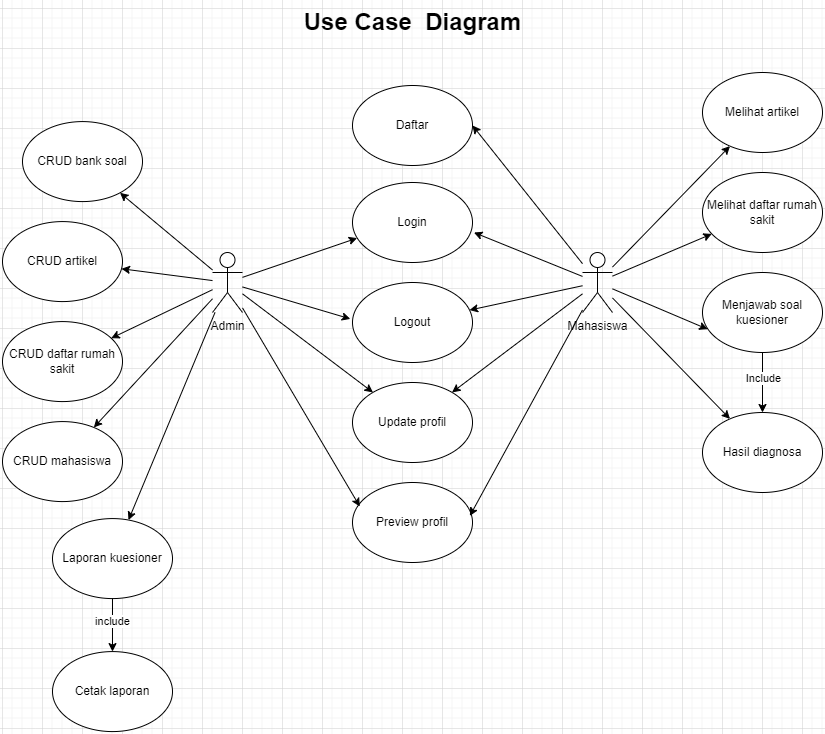 Use Case Diagram
Daftar
Melihat artikel
CRUD bank soal
Melihat daftar rumah
sakit
Login
CRUD artikel
Menjawab soal
kuesioner
Logout
Admin
Mahasiswa
CRUD daftar rumah
sakit
Include
Update profil
Hasil diagnosa
CRUD mahasiswa
Preview profil
Laporan kuesioner
include
Cetak laporan